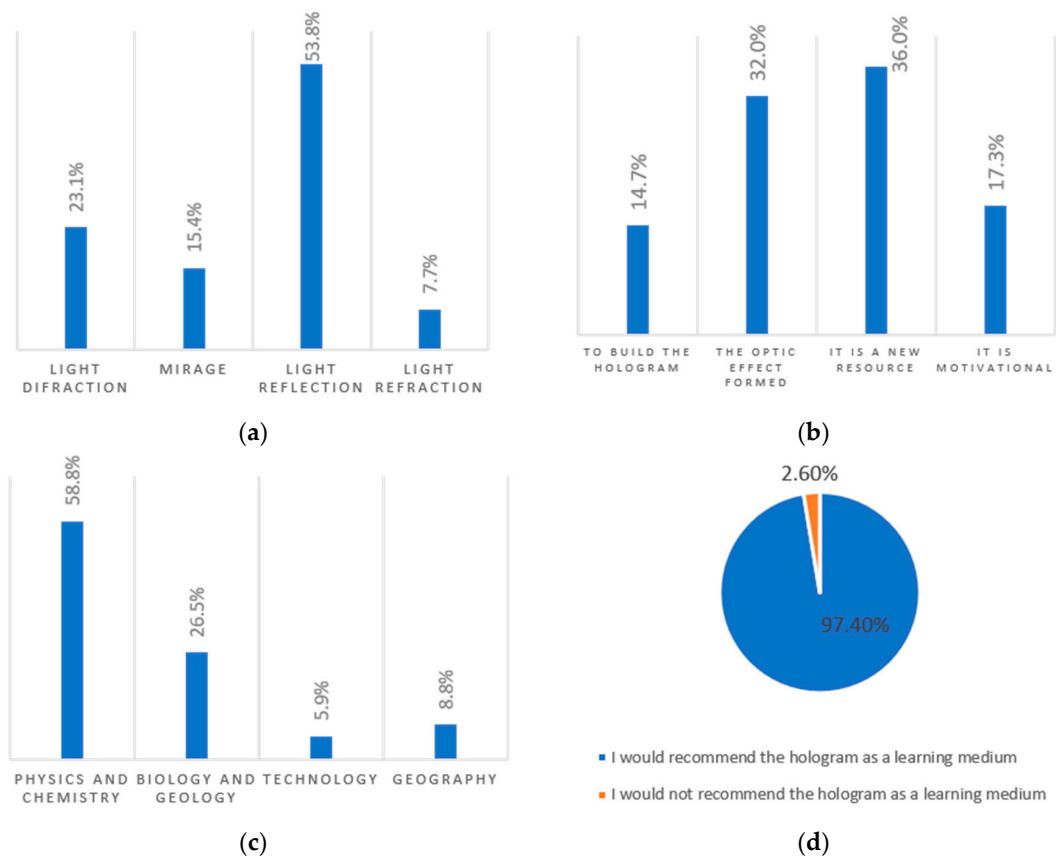 23.1%
15.4%
53.8%
7.7%
LIGHT
DIFRACTION
MIRAGE
LIGHT
REFLECTION
LIGHT
REFRACTION
(a)
14.7%
32.0%
36.0%
17.3%
TO BUILD THE
HOLOGRAM
THE OPTIC
EFFECT
FORMED
IT IS A NEW
RESOURCE
IT IS
MOTIVATIONAL
(b)
58.8%
26.5%
5.9%
8.8%
PHYSICS AND
CHEMISTRY
BIOLOGY AND
GEOLOGY
TECHNOLOGY
GEOGRAPHY
(c)
2.60%
97.40%
I would recommend the hologram as a learning medium
I would not recommend the hologram as a learning medium
(d)